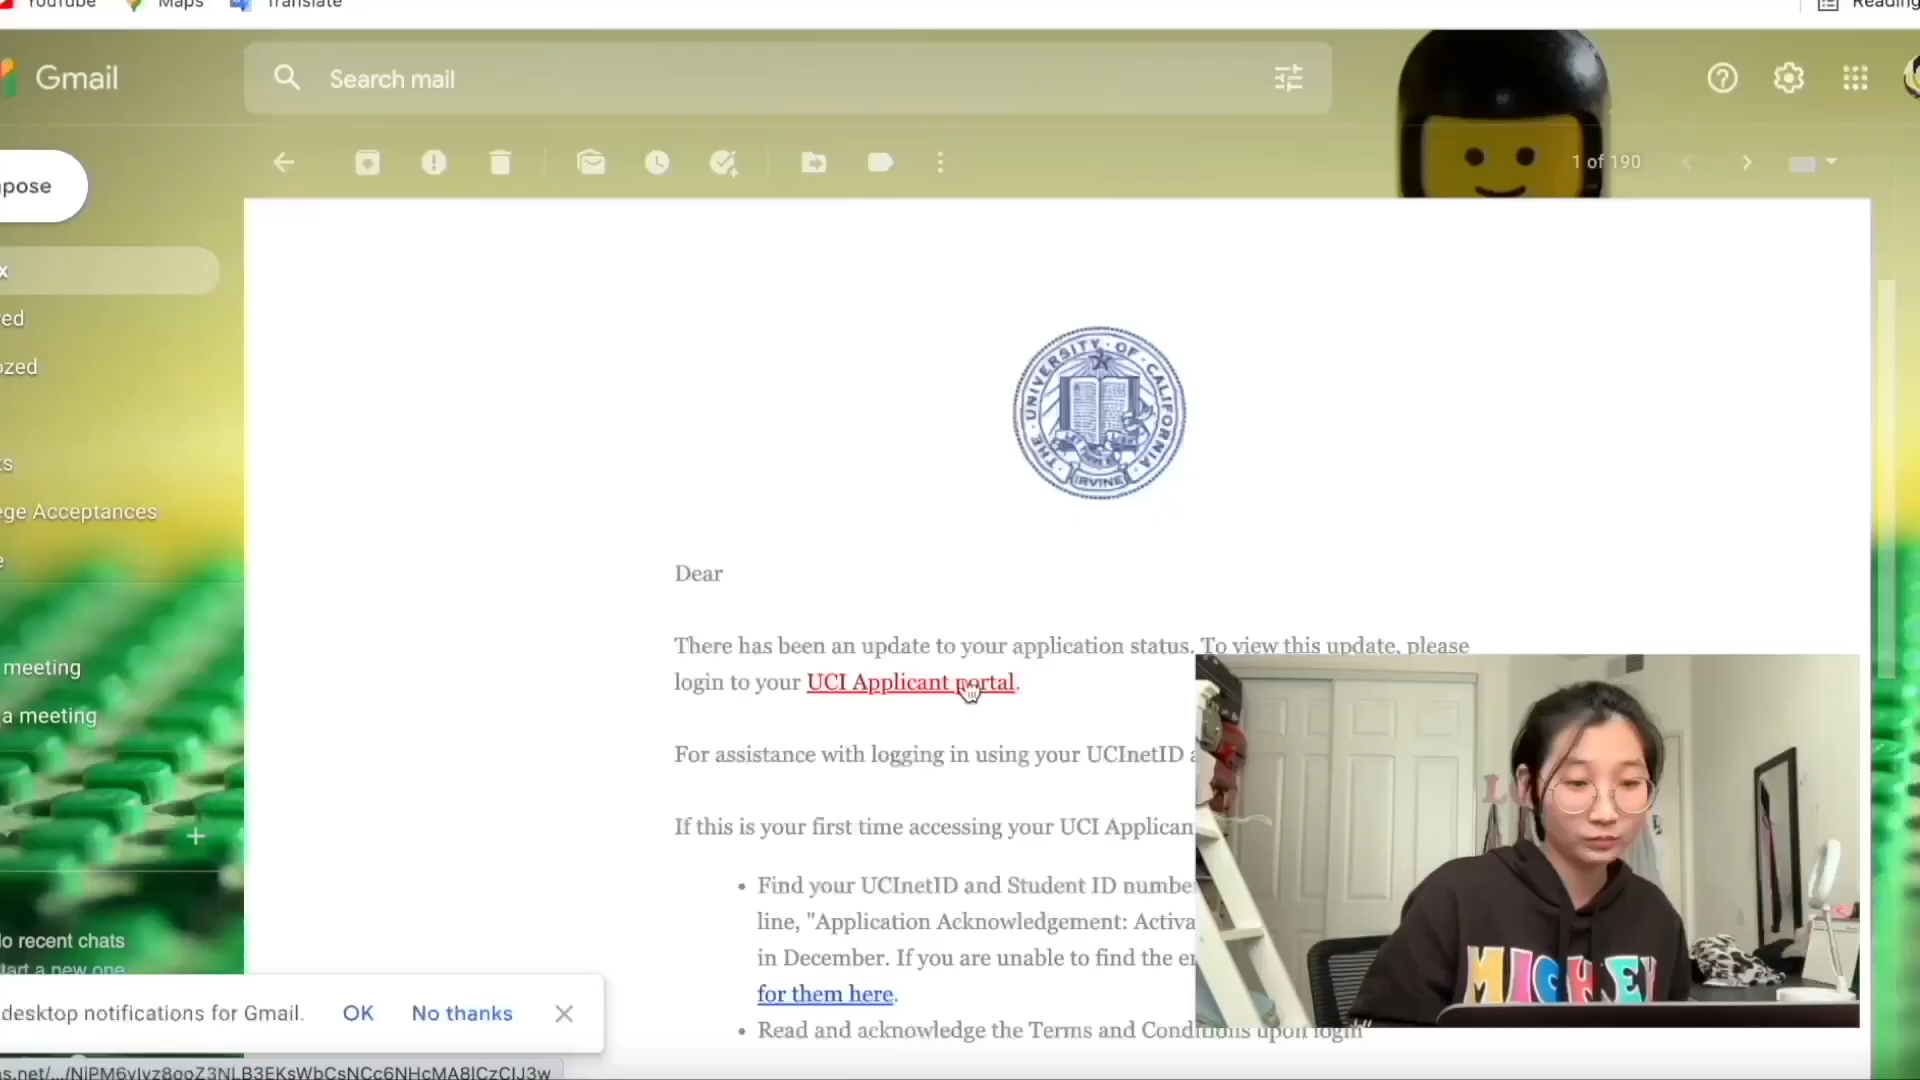 YouTube Maps Translate Reading
Gmail
Search mail
1 of 190
pose
x
ed
ozed
s
ege Acceptances
e
meeting
a meeting
THE UNIVERSITY OF CALIFORNIA
IRVINE
Dear
There has been an update to your application status. To view this update, please
login to your UCI Applicant portal.
For assistance with logging in using your UCInetID a
If this is your first time accessing your UCI Applican
• Find your UCInetID and Student ID numbe
line, "Application Acknowledgement: Activa
in December. If you are unable to find the e
for them here.
• Read and acknowledge the Terms and Conditions upon login"
o recent chats
tart a new one
desktop notifications for Gmail. OK No thanks
MICKEY